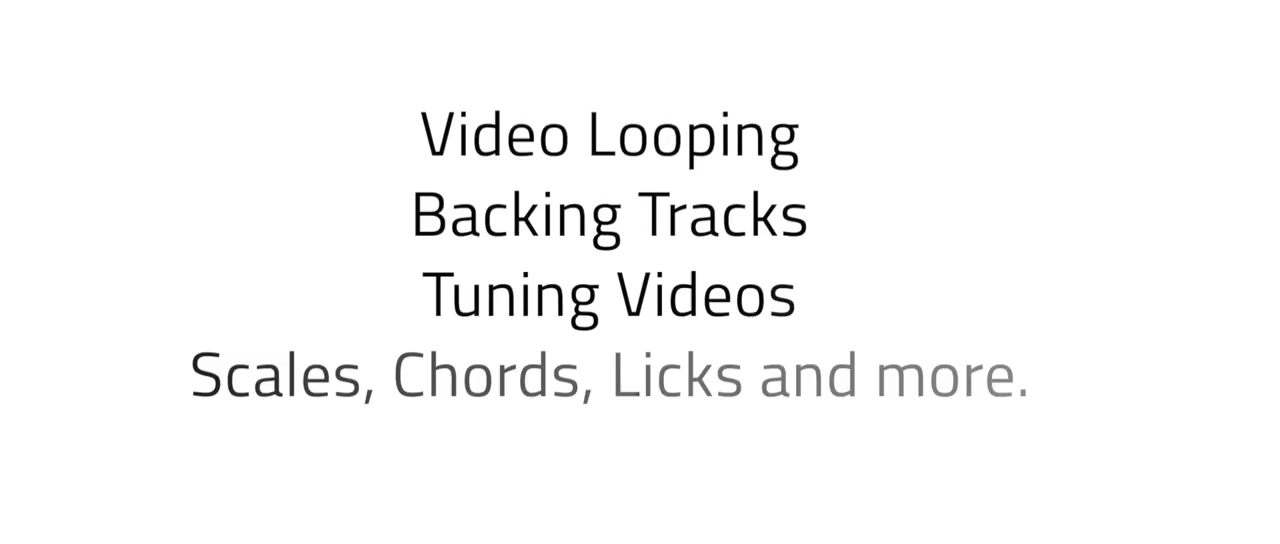 Video Looping
Backing Tracks
Tuning Videos
Scales, Chords, Licks and more.